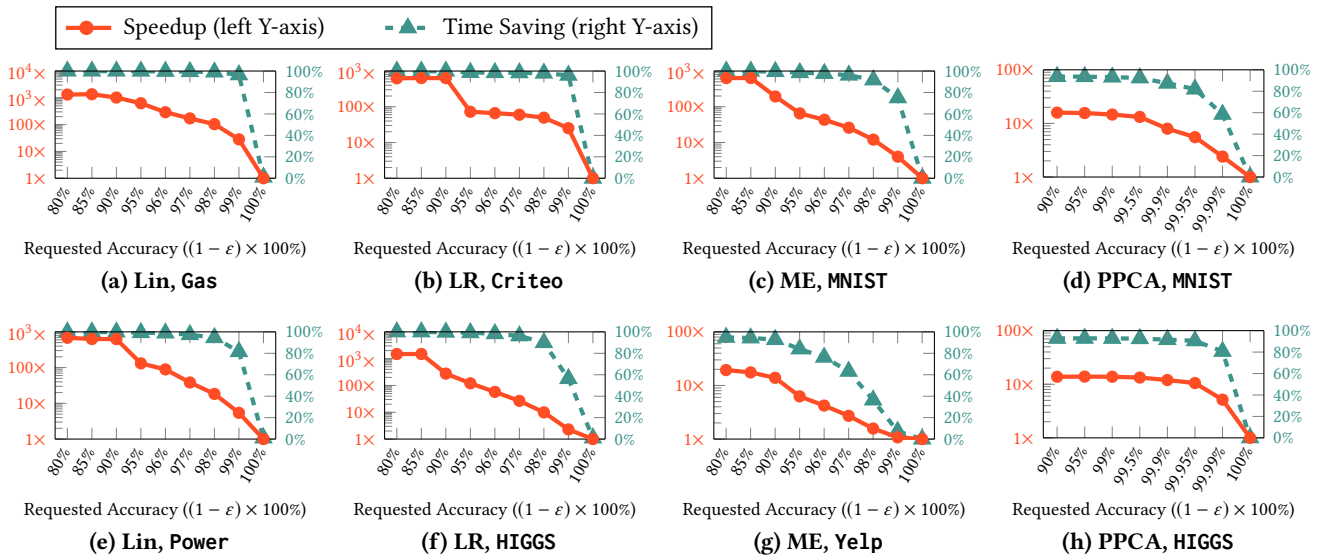 Speedup (left Y-axis) Time Saving (right Y-axis)
10⁴× 10³× 100× 10× 1×
100% 80% 60% 40% 20% 0%
80% 85% 90% 95% 96% 97% 98% 99% 100%
Requested Accuracy ((1 − ε) × 100%)
(a) Lin, Gas
10³× 100× 10× 1×
100% 80% 60% 40% 20% 0%
80% 85% 90% 95% 96% 97% 98% 99% 100%
Requested Accuracy ((1 − ε) × 100%)
(b) LR, Criteo
10³× 100× 10× 1×
100% 80% 60% 40% 20% 0%
80% 85% 90% 95% 96% 97% 98% 99% 100%
Requested Accuracy ((1 − ε) × 100%)
(c) ME, MNIST
100× 10× 1×
100% 80% 60% 40% 20% 0%
90% 95% 99% 99.5% 99.9% 99.95% 99.99% 100%
Requested Accuracy ((1 − ε) × 100%)
(d) PPCA, MNIST
10³× 100× 10× 1×
100% 80% 60% 40% 20% 0%
80% 85% 90% 95% 96% 97% 98% 99% 100%
Requested Accuracy ((1 − ε) × 100%)
(e) Lin, Power
10⁴× 10³× 100× 10× 1×
100% 80% 60% 40% 20% 0%
80% 85% 90% 95% 96% 97% 98% 99% 100%
Requested Accuracy ((1 − ε) × 100%)
(f) LR, HIGGS
100× 10× 1×
100% 80% 60% 40% 20% 0%
80% 85% 90% 95% 96% 97% 98% 99% 100%
Requested Accuracy ((1 − ε) × 100%)
(g) ME, Yelp
100× 10× 1×
100% 80% 60% 40% 20% 0%
90% 95% 99% 99.5% 99.9% 99.95% 99.99% 100%
Requested Accuracy ((1 − ε) × 100%)
(h) PPCA, HIGGS